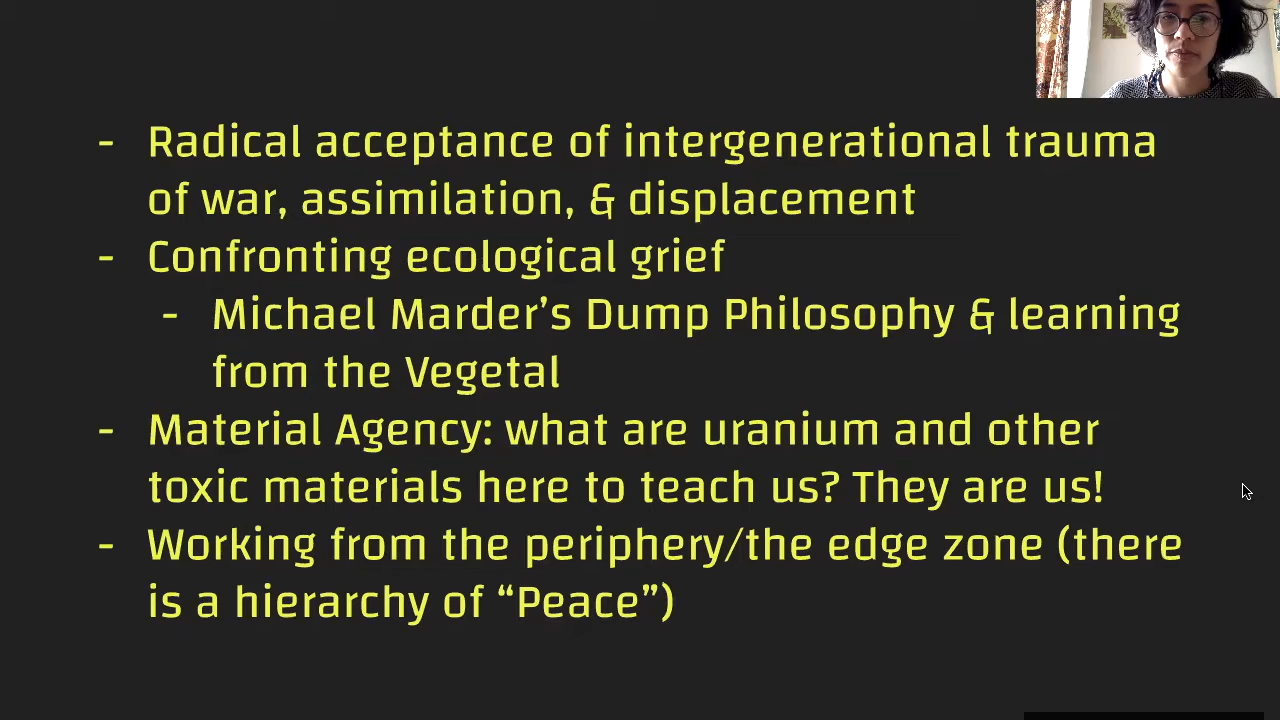 - Radical acceptance of intergenerational trauma
of war, assimilation, & displacement
- Confronting ecological grief
- Michael Marder’s Dump Philosophy & learning
from the Vegetal
- Material Agency: what are uranium and other
toxic materials here to teach us? They are us!
- Working from the periphery/the edge zone (there
is a hierarchy of “Peace”)